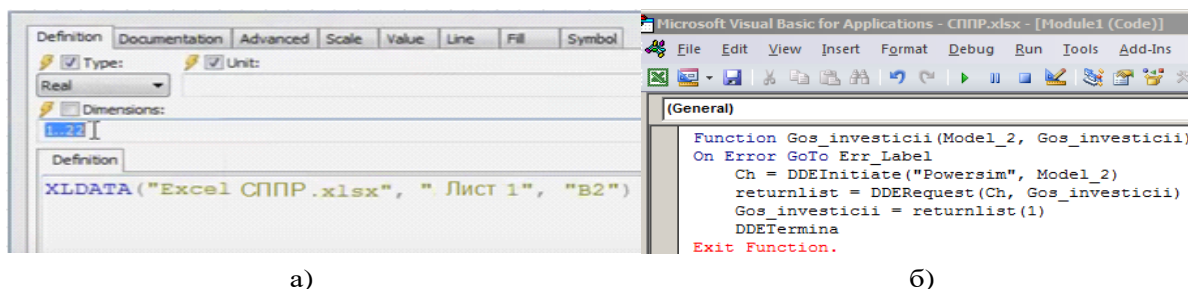 Definition Documentation Advanced Scale Value Line Fill Symbol
Type: Unit:
Real
Dimensions:
1..22
Definition
XLDATA("Excel СППР.xlsx", " Лист 1", "B2")
а)
Microsoft Visual Basic for Applications - СППР.xlsx - [Module1 (Code)]
File Edit View Insert Format Debug Run Tools Add-Ins
(General)
Function Gos_investicii(Model_2, Gos_investicii)
On Error GoTo Err_Label
Ch = DDEInitiate("Powersim", Model_2)
returnlist = DDERequest(Ch, Gos_investicii)
Gos_investicii = returnlist(1)
DDETermina
Exit Function.
б)